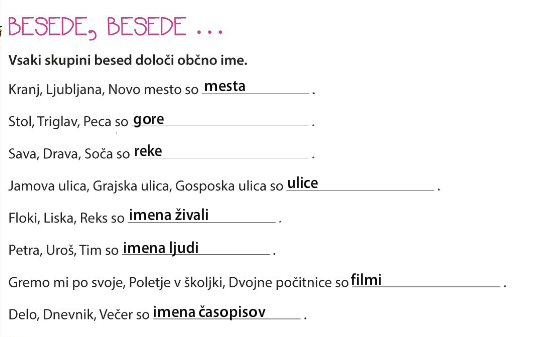 BESEDE, BESEDE ...
Vsaki skupini besed določi občno ime.
Kranj, Ljubljana, Novo mesto so mesta .
Stol, Triglav, Peca so gore .
Sava, Drava, Soča so reke .
Jamova ulica, Grajska ulica, Gosposka ulica so ulice .
Floki, Liska, Reks so imena živali .
Petra, Uroš, Tim so imena ljudi .
Gremo mi po svoje, Poletje v školjki, Dvojne počitnice so filmi .
Delo, Dnevnik, Večer so imena časopisov .